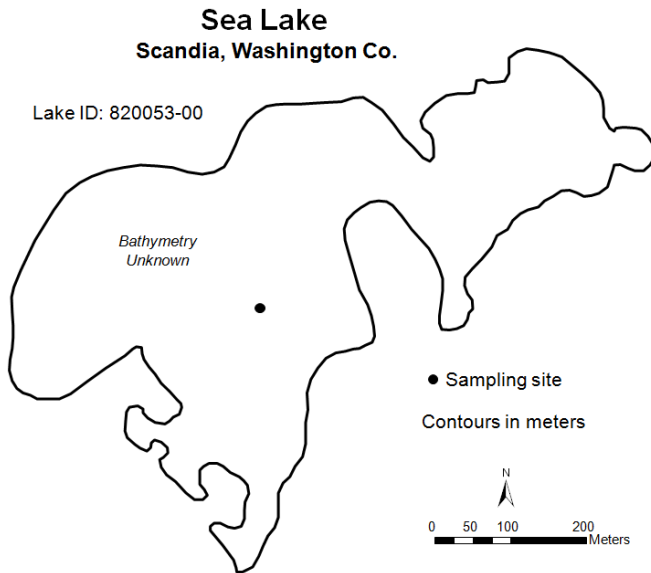 Sea Lake
Scandia, Washington Co.
Lake ID: 820053-00
Bathymetry
Unknown
Sampling site
Contours in meters
N
0 50 100 200
Meters